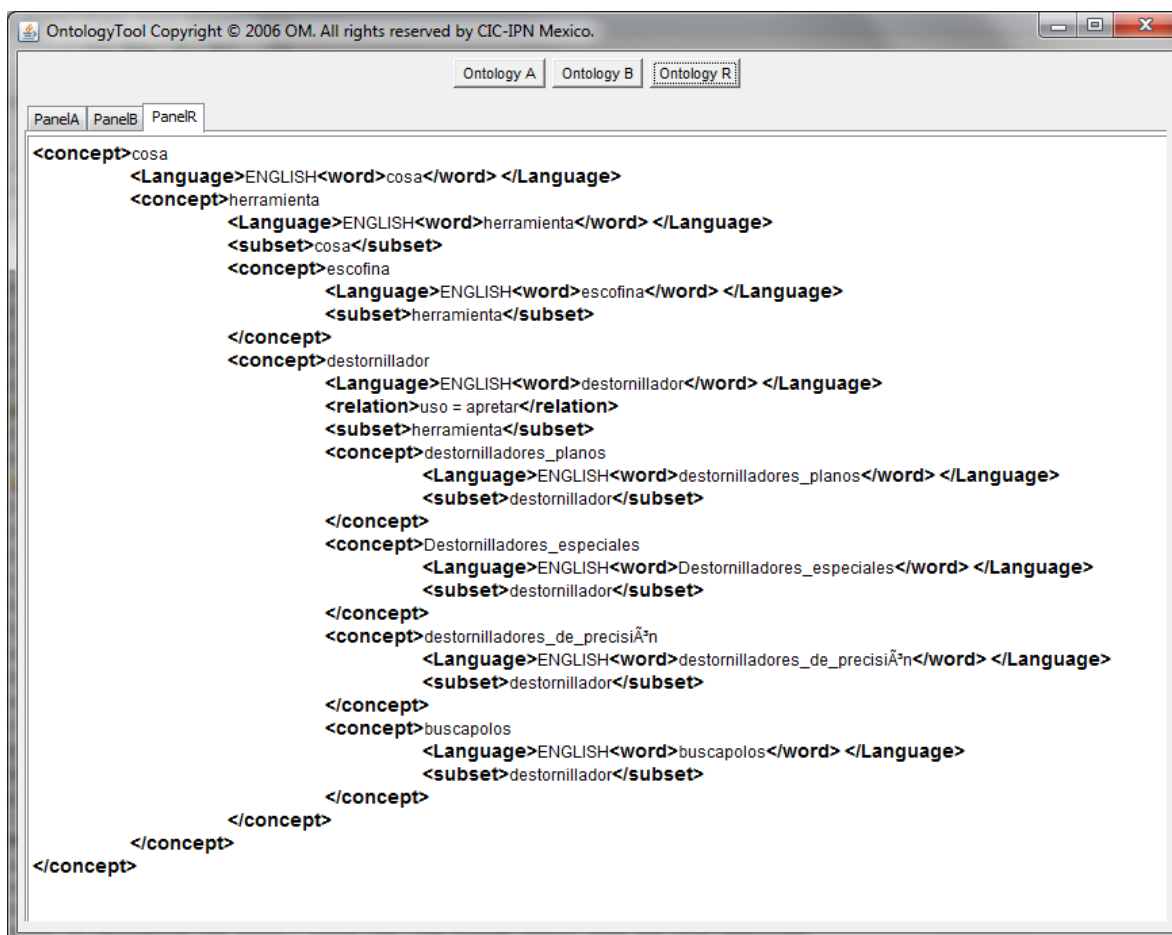 OntologyTool Copyright © 2006 OM. All rights reserved by CIC-IPN Mexico.
Ontology A Ontology B Ontology R
PanelA PanelB PanelR
<concept>cosa
<Language>ENGLISH<word>cosa</word> </Language>
<concept>herramienta
<Language>ENGLISH<word>herramienta</word> </Language>
<subset>cosa</subset>
<concept>escofina
<Language>ENGLISH<word>escofina</word> </Language>
<subset>herramienta</subset>
</concept>
<concept>destornillador
<Language>ENGLISH<word>destornillador</word> </Language>
<relation>uso = apretar</relation>
<subset>herramienta</subset>
<concept>destornilladores_planos
<Language>ENGLISH<word>destornilladores_planos</word> </Language>
<subset>destornillador</subset>
</concept>
<concept>Destornilladores_especiales
<Language>ENGLISH<word>Destornilladores_especiales</word> </Language>
<subset>destornillador</subset>
</concept>
<concept>destornilladores_de_precisiÃ³n
<Language>ENGLISH<word>destornilladores_de_precisiÃ³n</word> </Language>
<subset>destornillador</subset>
</concept>
<concept>buscapolos
<Language>ENGLISH<word>buscapolos</word> </Language>
<subset>destornillador</subset>
</concept>
</concept>
</concept>
</concept>